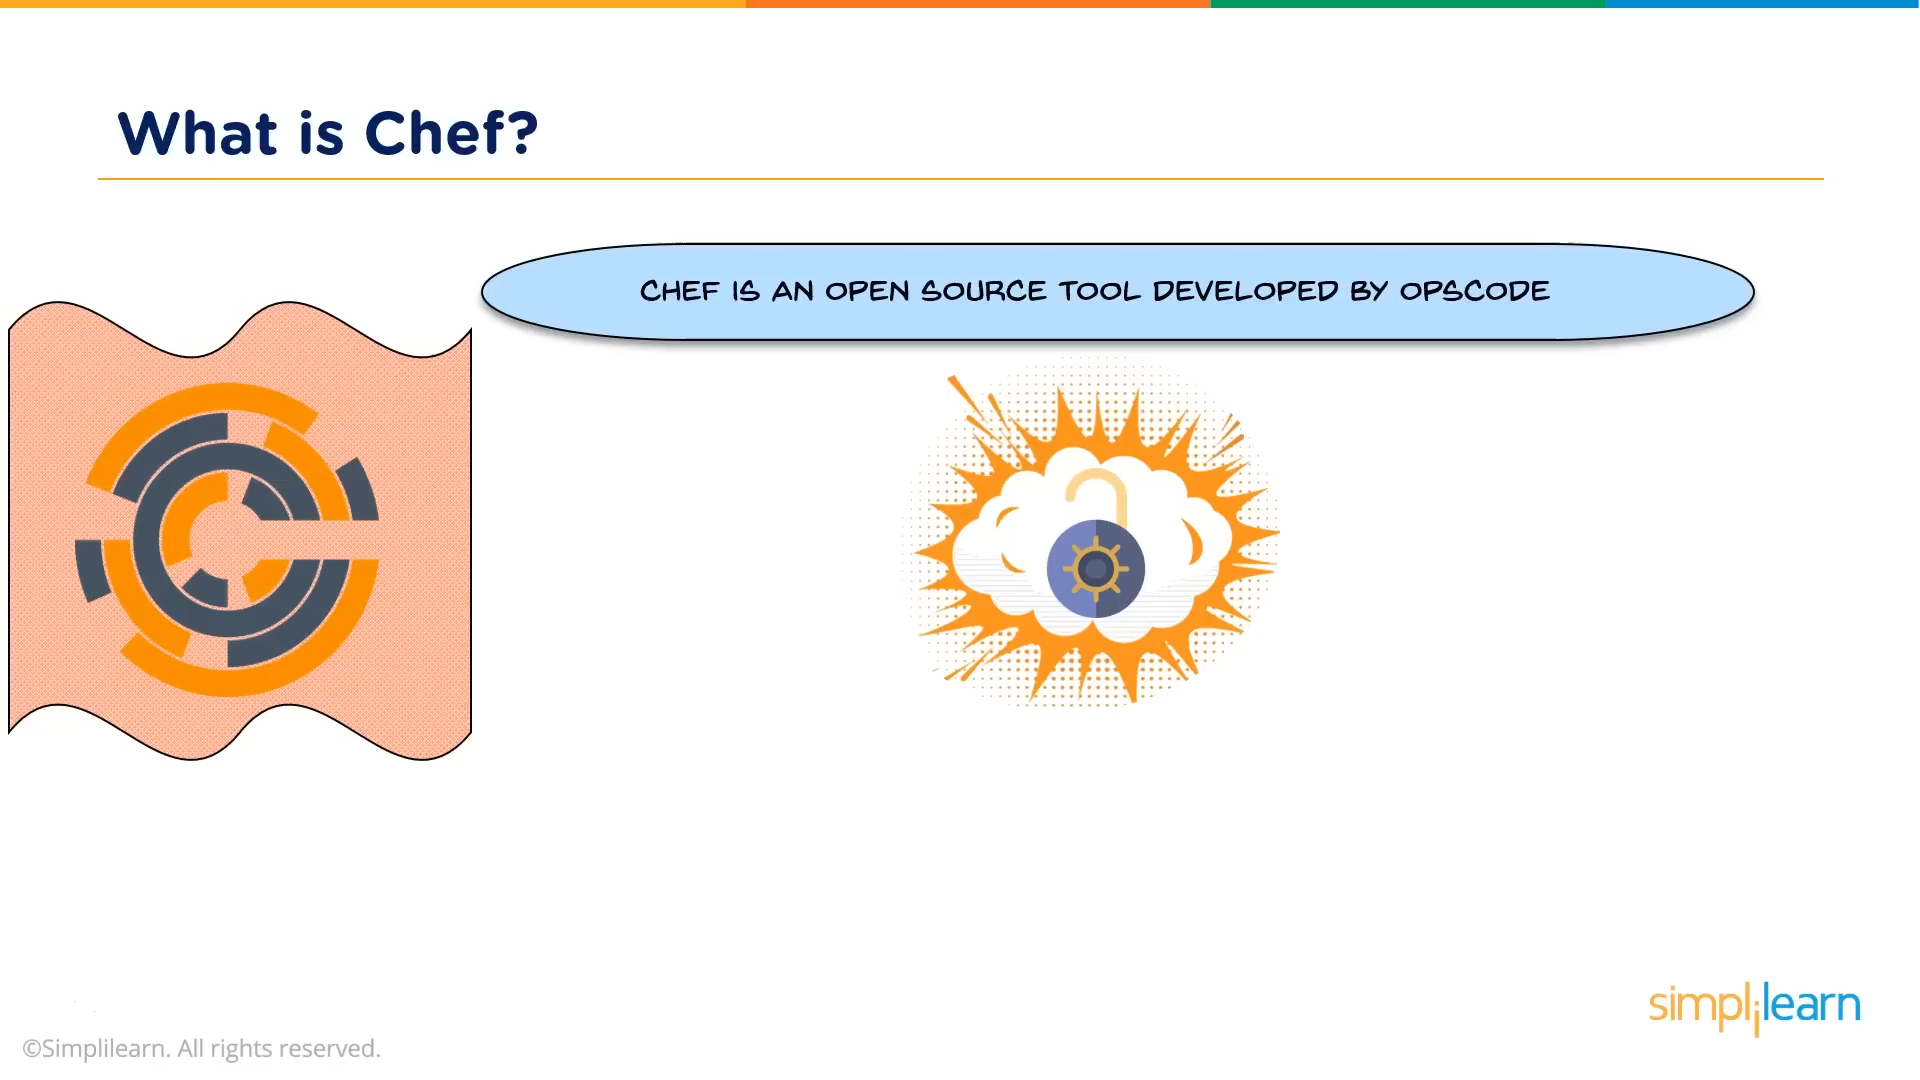 What is Chef?
CHEF IS AN OPEN SOURCE TOOL DEVELOPED BY OPSCODE
simplilearn
©Simplilearn. All rights reserved.